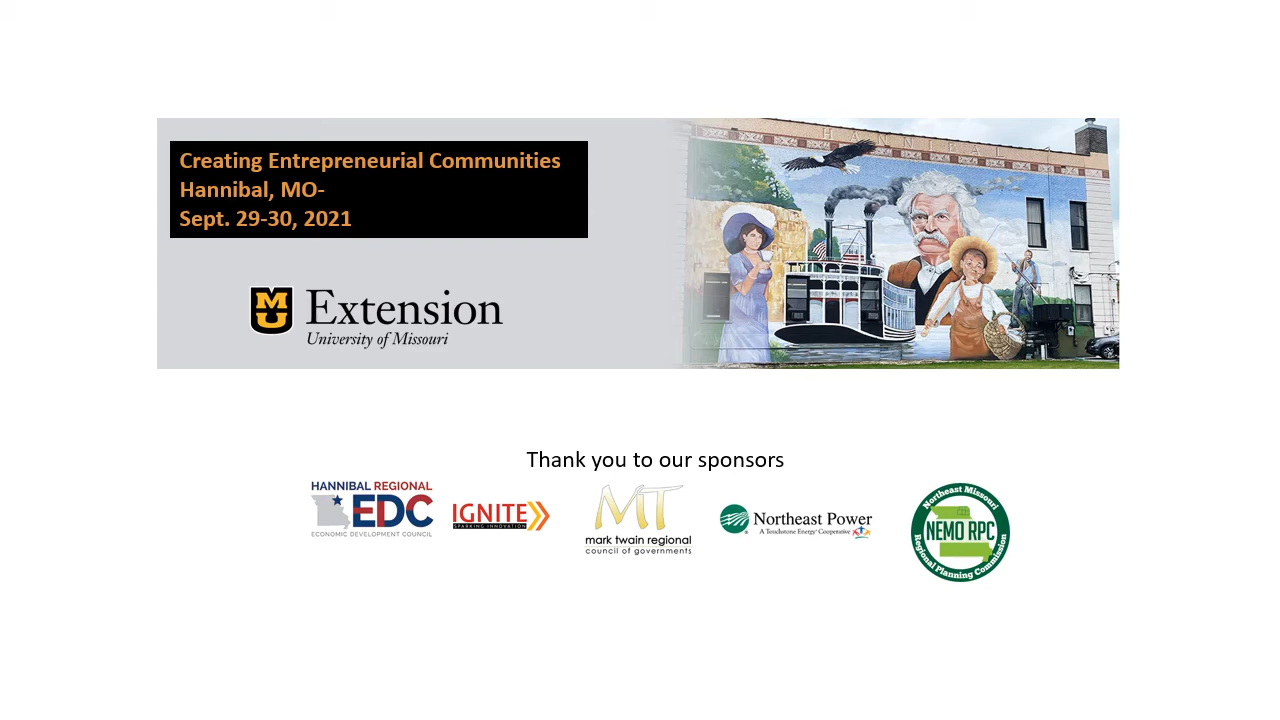 Creating Entrepreneurial Communities
Hannibal, MO-
Sept. 29-30, 2021
HANNIBAL
MU
Extension
University of Missouri
Thank you to our sponsors
HANNIBAL REGIONAL
EDC
ECONOMIC DEVELOPMENT COUNCIL
IGNITE
SPARKING INNOVATION
MT
mark twain regional
council of governments
Northeast Power
A Touchstone Energy® Cooperative
Northeast Missouri
NEMO RPC
Regional Planning Commission